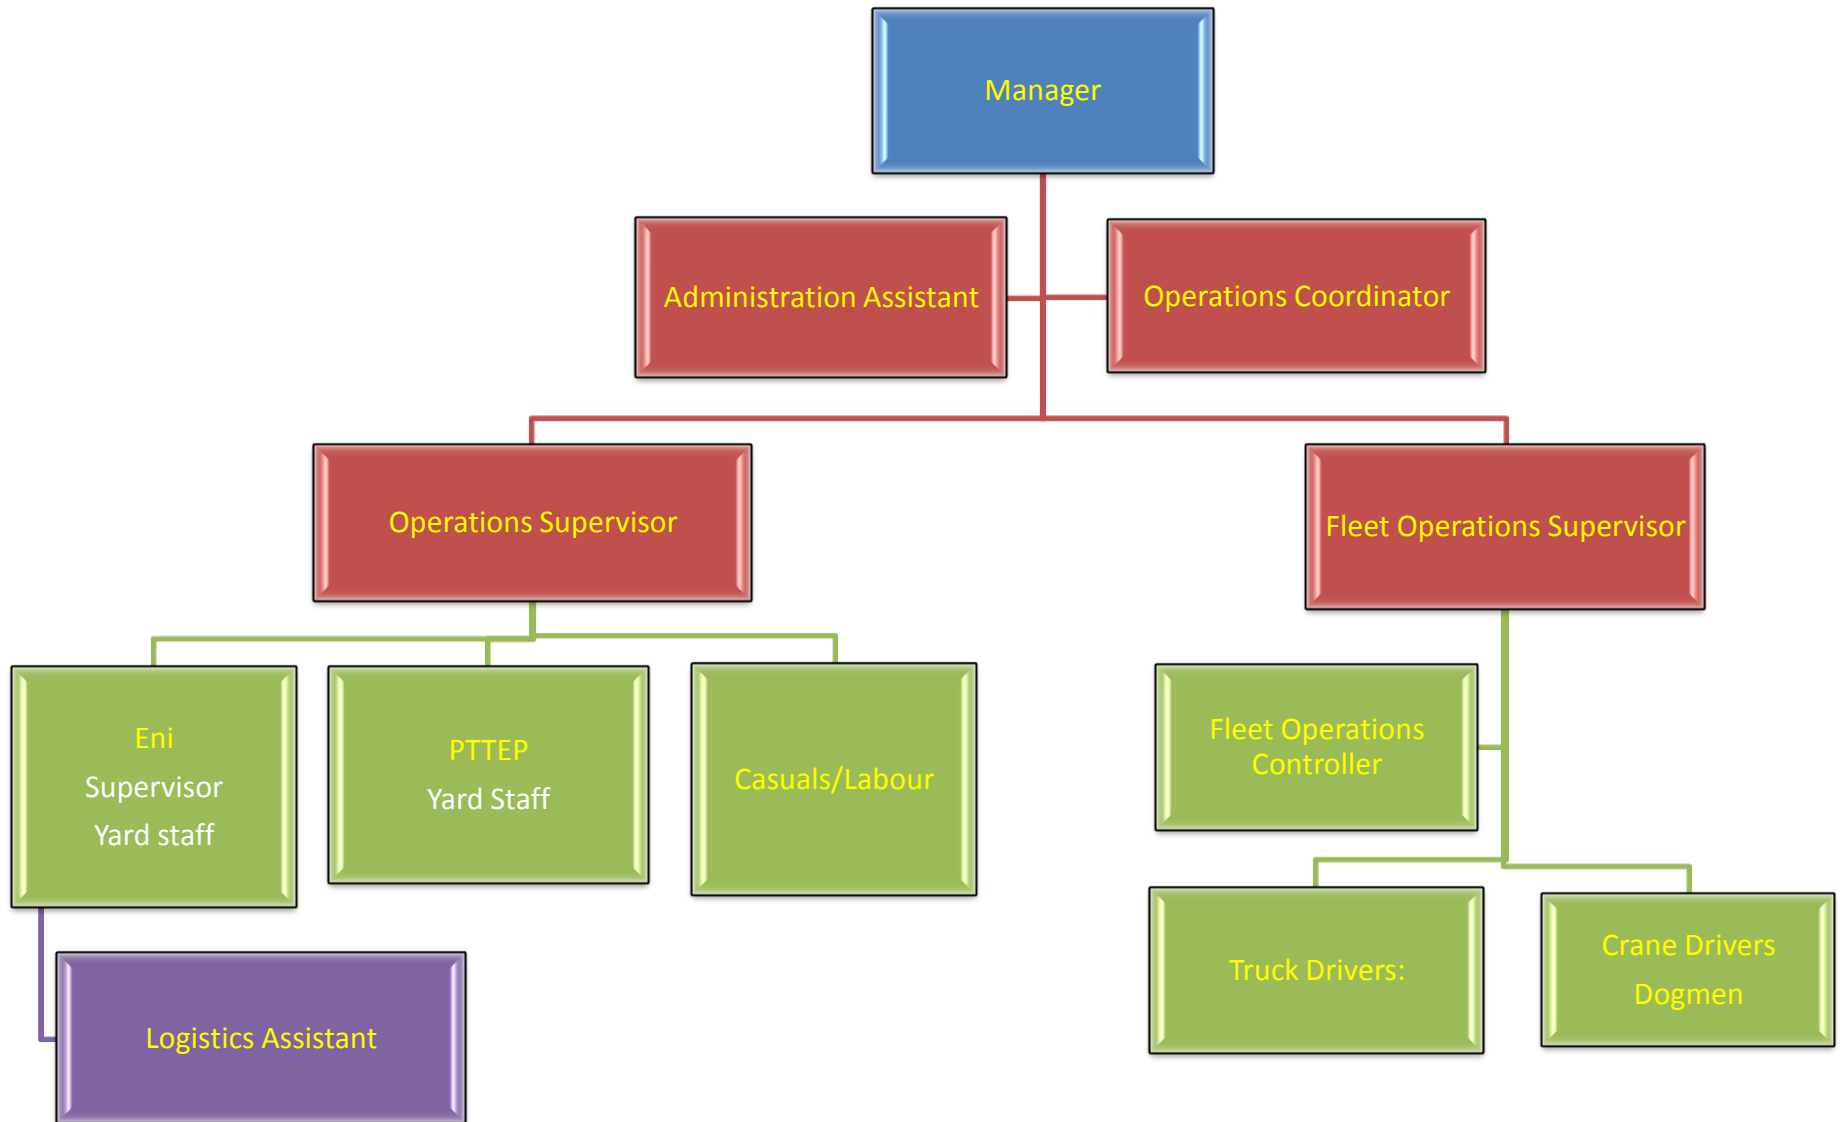 Manager
Administration Assistant
Operations Coordinator
Operations Supervisor
Fleet Operations Supervisor
Eni
Supervisor
Yard staff
PTTEP
Yard Staff
Casuals/Labour
Fleet Operations
Controller
Truck Drivers:
Crane Drivers
Dogmen
Logistics Assistant